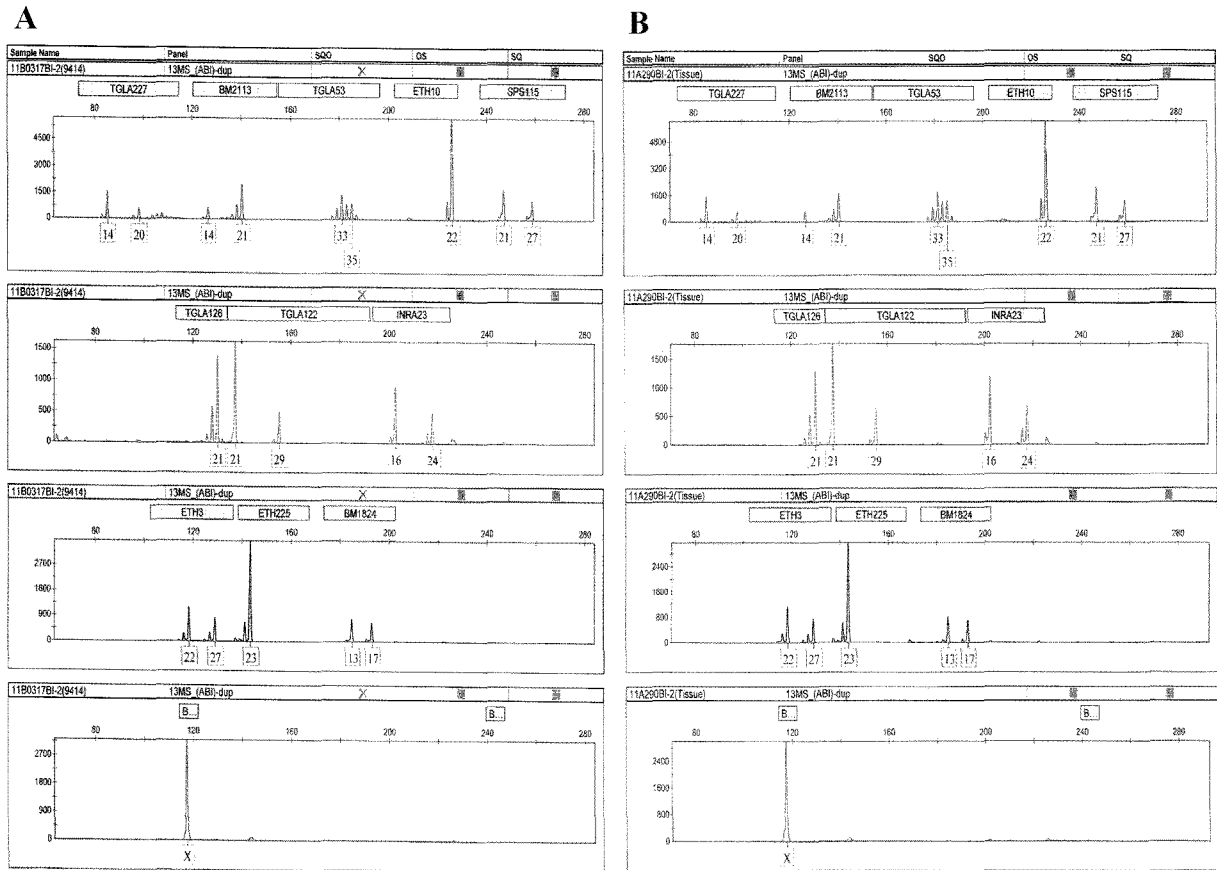 A
Sample Name Panel SQO OS SQ
11B0317BI-2(9414) 13MS_(ABI)-dup
TGLA227 BM2113 TGLA53 ETH10 SPS115
80 120 160 200 240 280
4500
3000
1500
0
14 20 14 21 33 22 21 27
35
11B0317BI-2(9414) 13MS_(ABI)-dup
TGLA126 TGLA122 INRA23
80 120 160 200 240 280
1500
1000
500
0
21 21 29 16 24
11B0317BI-2(9414) 13MS_(ABI)-dup
ETH3 ETH225 BM1824
80 120 160 200 240 280
2700
1800
900
0
22 27 23 13 17
11B0317BI-2(9414) 13MS_(ABI)-dup
B... B...
80 120 160 200 240 280
2700
1800
900
0
X
B
Sample Name Panel SQO OS SQ
11A290BI-2(Tissue) 13MS_(ABI)-dup
TGLA227 BM2113 TGLA53 ETH10 SPS115
80 120 160 200 240 280
4800
1600
0
14 20 14 21 33 22 21 27
35
11A290BI-2(Tissue) 13MS_(ABI)-dup
TGLA126 TGLA122 INRA23
80 120 160 200 240 280
1500
1000
500
0
21 21 29 16 24
11A290BI-2(Tissue) 13MS_(ABI)-dup
ETH3 ETH225 BM1824
80 120 160 200 240 280
2400
1600
800
0
22 27 23 13 17
11A290BI-2(Tissue) 13MS_(ABI)-dup
B... B...
80 120 160 200 240 280
2400
1600
800
0
X